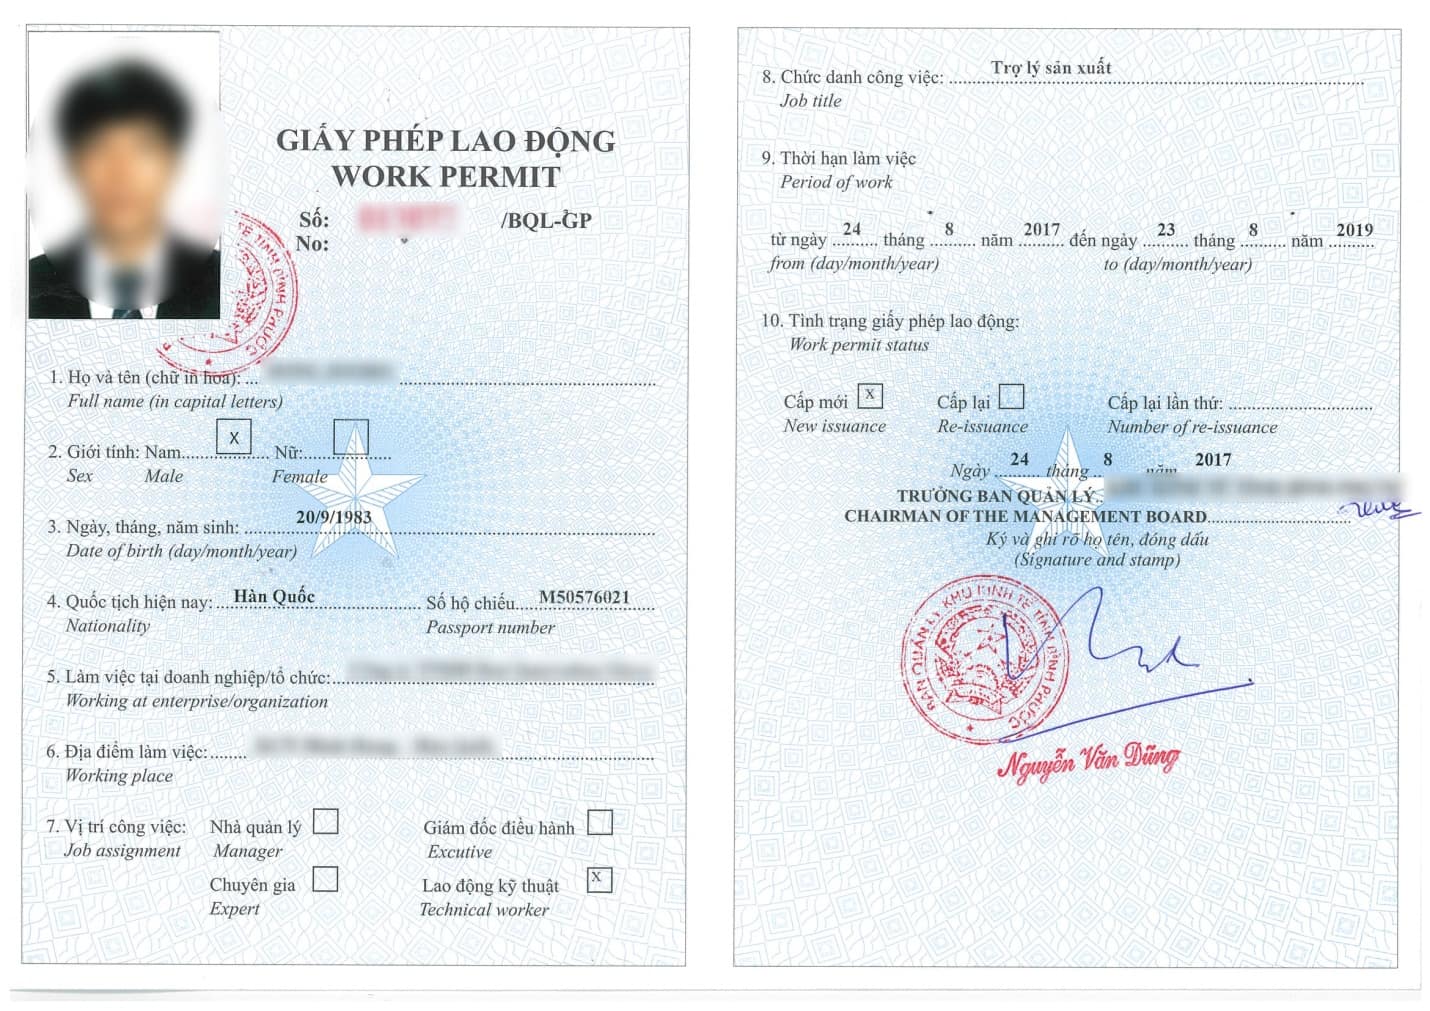 GIẤY PHÉP LAO ĐỘNG
WORK PERMIT
Số: /BQL-GP
No:
TẾ TỈNH BÌNH PHƯỚC
1. Họ và tên (chữ in hoa): ...
Full name (in capital letters)
2. Giới tính: Nam X Nữ:
Sex Male Female
3. Ngày, tháng, năm sinh: 20/9/1983
Date of birth (day/month/year)
4. Quốc tịch hiện nay: Hàn Quốc Số hộ chiếu M50576021
Nationality Passport number
5. Làm việc tại doanh nghiệp/tổ chức:
Working at enterprise/organization
6. Địa điểm làm việc:
Working place
7. Vị trí công việc: Nhà quản lý Giám đốc điều hành
Job assignment Manager Excutive
Chuyên gia Lao động kỹ thuật X
Expert Technical worker
8. Chức danh công việc: Trợ lý sản xuất
Job title
9. Thời hạn làm việc
Period of work
từ ngày 24 tháng 8 năm 2017 đến ngày 23 tháng 8 năm 2019
from (day/month/year) to (day/month/year)
10. Tình trạng giấy phép lao động:
Work permit status
Cấp mới X Cấp lại Cấp lại lần thứ:
New issuance Re-issuance Number of re-issuance
Ngày 24 tháng 8 năm 2017
TRƯỞNG BAN QUẢN LÝ
CHAIRMAN OF THE MANAGEMENT BOARD
Ký và ghi rõ họ tên, đóng dấu
(Signature and stamp)
BAN QUẢN LÝ KHU KINH TẾ TỈNH BÌNH PHƯỚC
Nguyễn Văn Dũng